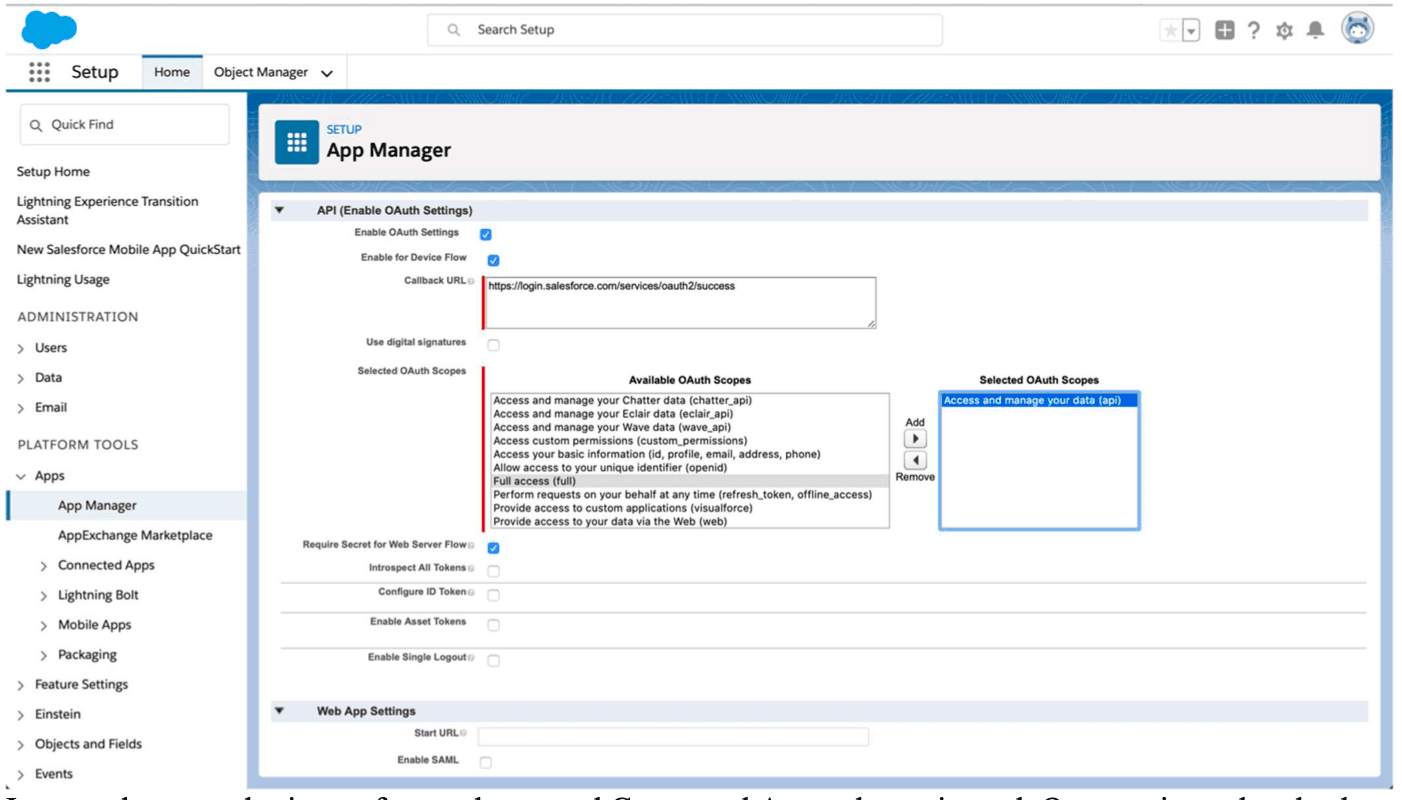 Search Setup
Setup
Home
Object Manager
Quick Find
Setup Home
Lightning Experience Transition
Assistant
New Salesforce Mobile App QuickStart
Lightning Usage
ADMINISTRATION
Users
Data
Email
PLATFORM TOOLS
Apps
App Manager
AppExchange Marketplace
Connected Apps
Lightning Bolt
Mobile Apps
Packaging
Feature Settings
Einstein
Objects and Fields
Events
SETUP
App Manager
API (Enable OAuth Settings)
Enable OAuth Settings
Enable for Device Flow
Callback URL
https://login.salesforce.com/services/oauth2/success
Use digital signatures
Selected OAuth Scopes
Available OAuth Scopes
Access and manage your Chatter data (chatter_api)
Access and manage your Eclair data (eclair_api)
Access and manage your Wave data (wave_api)
Access custom permissions (custom_permissions)
Access your basic information (id, profile, email, address, phone)
Allow access to your unique identifier (openid)
Full access (full)
Perform requests on your behalf at any time (refresh_token, offline_access)
Provide access to custom applications (visualforce)
Provide access to your data via the Web (web)
Add
Remove
Selected OAuth Scopes
Access and manage your data (api)
Require Secret for Web Server Flow
Introspect All Tokens
Configure ID Token
Enable Asset Tokens
Enable Single Logout
Web App Settings
Start URL
Enable SAML